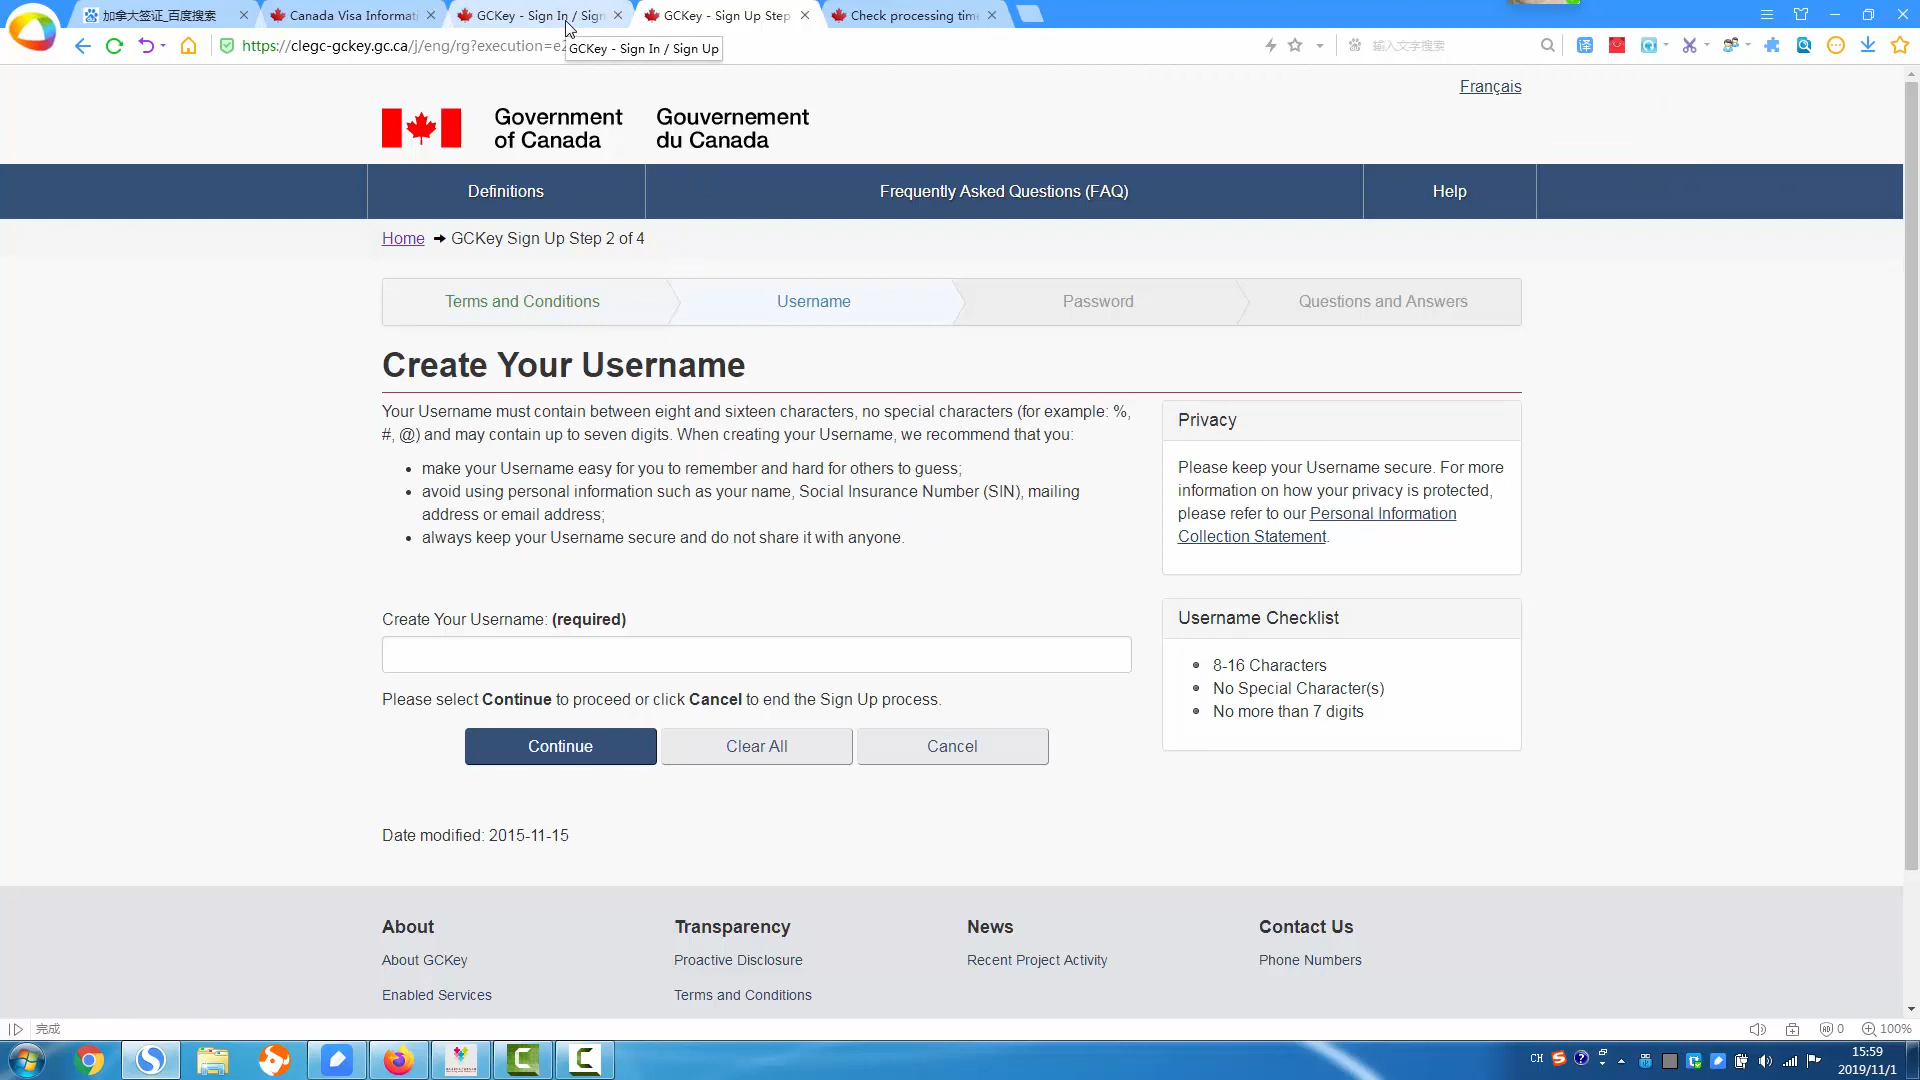 加拿大签证_百度搜索
Canada Visa Informati
GCKey - Sign In / Sign
GCKey - Sign Up Step
Check processing time
https://clegc-gckey.gc.ca/j/eng/rg?execution=e2
GCKey - Sign In / Sign Up
输入文字搜索
Français
Government of Canada
Gouvernement du Canada
Definitions
Frequently Asked Questions (FAQ)
Help
Home ➞ GCKey Sign Up Step 2 of 4
Terms and Conditions
Username
Password
Questions and Answers
Create Your Username
Your Username must contain between eight and sixteen characters, no special characters (for example: %,
#, @) and may contain up to seven digits. When creating your Username, we recommend that you:
• make your Username easy for you to remember and hard for others to guess;
• avoid using personal information such as your name, Social Insurance Number (SIN), mailing
address or email address;
• always keep your Username secure and do not share it with anyone.
Privacy
Please keep your Username secure. For more
information on how your privacy is protected,
please refer to our Personal Information
Collection Statement.
Create Your Username: (required)
Please select Continue to proceed or click Cancel to end the Sign Up process.
Continue
Clear All
Cancel
Username Checklist
• 8-16 Characters
• No Special Character(s)
• No more than 7 digits
Date modified: 2015-11-15
About
About GCKey
Enabled Services
Transparency
Proactive Disclosure
Terms and Conditions
News
Recent Project Activity
Contact Us
Phone Numbers
完成
0
100%
CH
15:59
2019/11/1